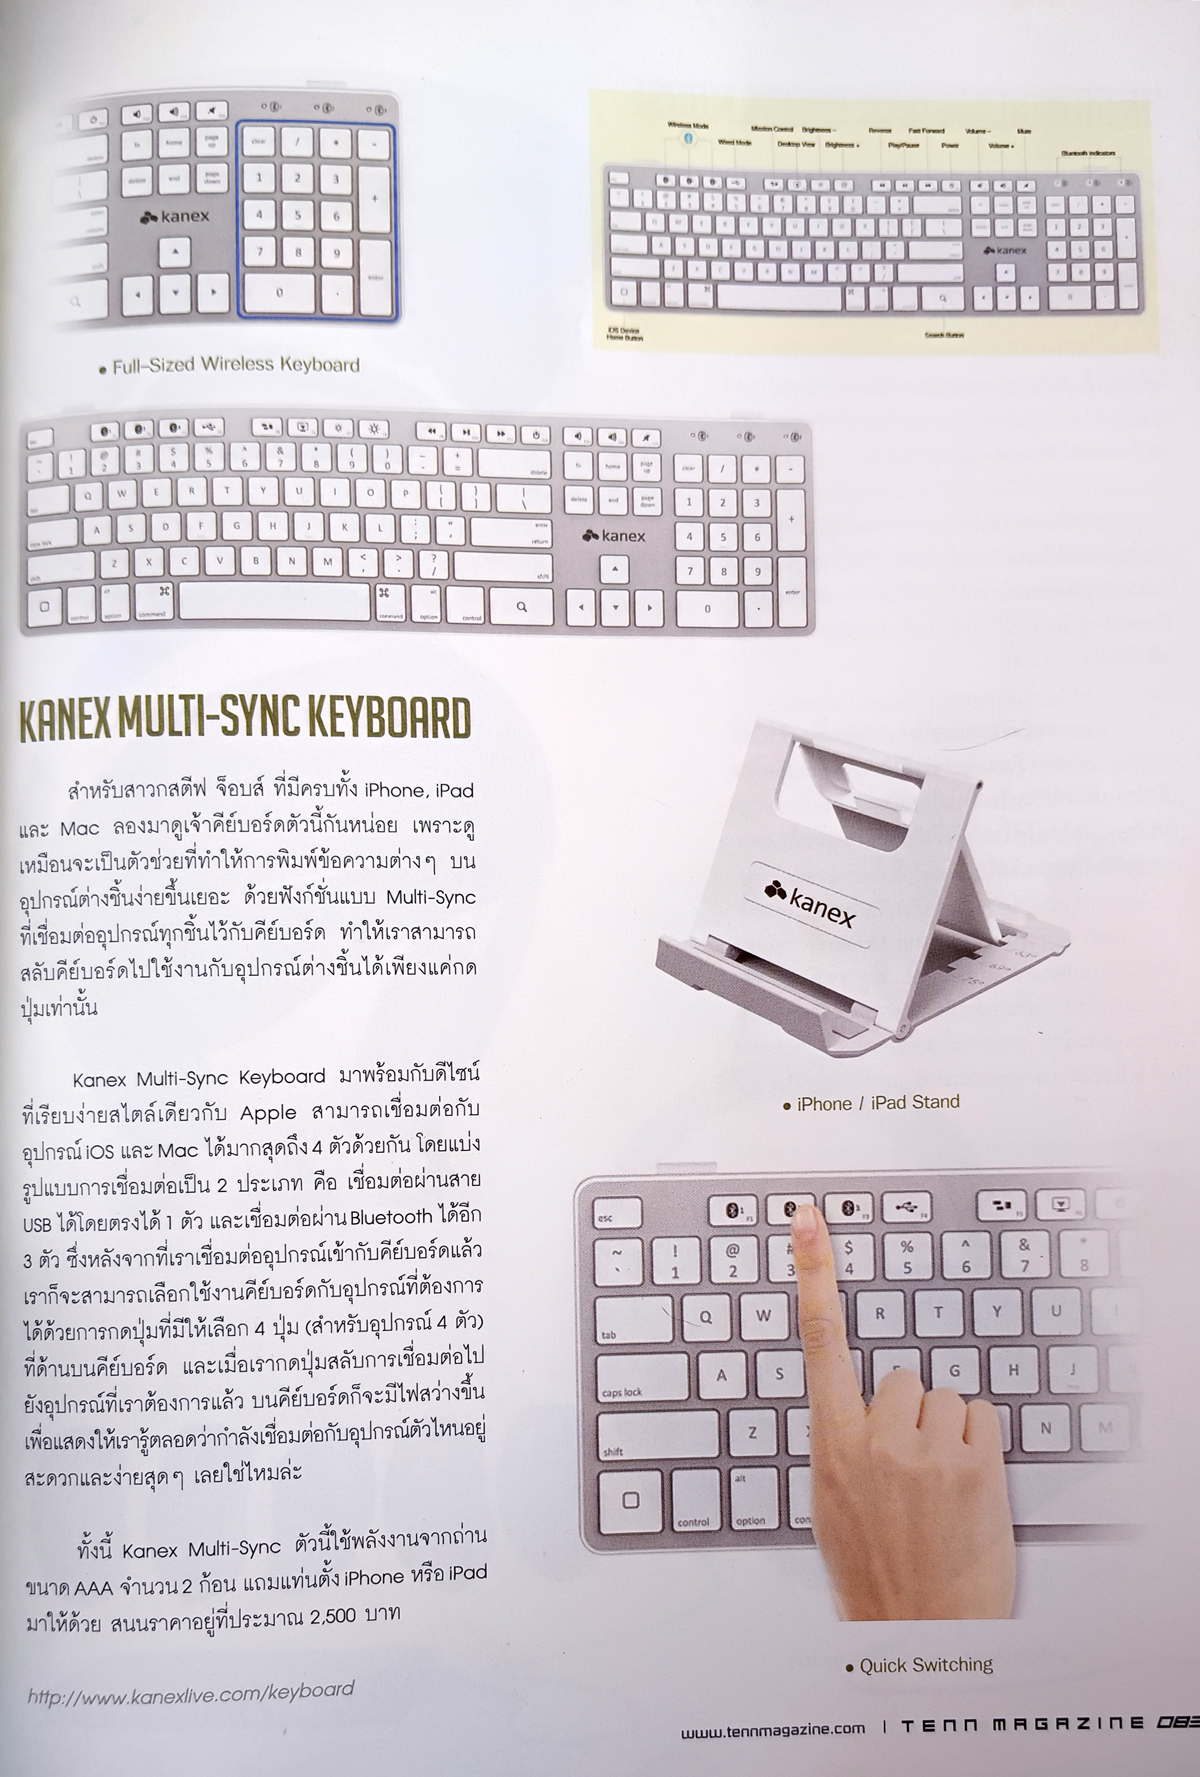 kanex
Wireless Mode
Wired Mode
Mission Control
Desktop View
Brightness –
Brightness +
Reverse
Play/Pause
Fast Forward
Power
Volume –
Volume +
Mute
Bluetooth Indicators
kanex
iOS Device
Home Button
Search Button
• Full-Sized Wireless Keyboard
kanex
KANEX MULTI-SYNC KEYBOARD
สำหรับสาวกสตีฟ จ็อบส์ ที่มีครบทั้ง iPhone, iPad
และ Mac ลองมาดูเจ้าคีย์บอร์ดตัวนี้กันหน่อย เพราะดู
เหมือนจะเป็นตัวช่วยที่ทำให้การพิมพ์ข้อความต่างๆ บน
อุปกรณ์ต่างชิ้นง่ายขึ้นเยอะ ด้วยฟังก์ชั่นแบบ Multi-Sync
ที่เชื่อมต่ออุปกรณ์ทุกชิ้นไว้กับคีย์บอร์ด ทำให้เราสามารถ
สลับคีย์บอร์ดไปใช้งานกับอุปกรณ์ต่างชิ้นได้เพียงแค่กด
ปุ่มเท่านั้น
Kanex Multi-Sync Keyboard มาพร้อมกับดีไซน์
ที่เรียบง่ายสไตล์เดียวกับ Apple สามารถเชื่อมต่อกับ
อุปกรณ์ iOS และ Mac ได้มากสุดถึง 4 ตัวด้วยกัน โดยแบ่ง
รูปแบบการเชื่อมต่อเป็น 2 ประเภท คือ เชื่อมต่อผ่านสาย
USB ได้โดยตรงได้ 1 ตัว และเชื่อมต่อผ่าน Bluetooth ได้อีก
3 ตัว ซึ่งหลังจากที่เราเชื่อมต่ออุปกรณ์เข้ากับคีย์บอร์ดแล้ว
เราก็จะสามารถเลือกใช้งานคีย์บอร์ดกับอุปกรณ์ที่ต้องการ
ได้ด้วยการกดปุ่มที่มีให้เลือก 4 ปุ่ม (สำหรับอุปกรณ์ 4 ตัว)
ที่ด้านบนคีย์บอร์ด และเมื่อเรากดปุ่มสลับการเชื่อมต่อไป
ยังอุปกรณ์ที่เราต้องการแล้ว บนคีย์บอร์ดก็จะมีไฟสว่างขึ้น
เพื่อแสดงให้เรารู้ตลอดว่ากำลังเชื่อมต่อกับอุปกรณ์ตัวไหนอยู่
สะดวกและง่ายสุดๆ เลยใช่ไหมล่ะ
ทั้งนี้ Kanex Multi-Sync ตัวนี้ใช้พลังงานจากถ่าน
ขนาด AAA จำนวน 2 ก้อน แถมแท่นตั้ง iPhone หรือ iPad
มาให้ด้วย สนนราคาอยู่ที่ประมาณ 2,500 บาท
http://www.kanexlive.com/keyboard
kanex
• iPhone / iPad Stand
esc
~ ! @ # $ % ^ & *
` 1 2 3 4 5 6 7 8
tab Q W R T Y U
caps lock A S G H J
shift Z N M
control alt option
• Quick Switching
www.tennmagazine.com | TENN MAGAZINE 083